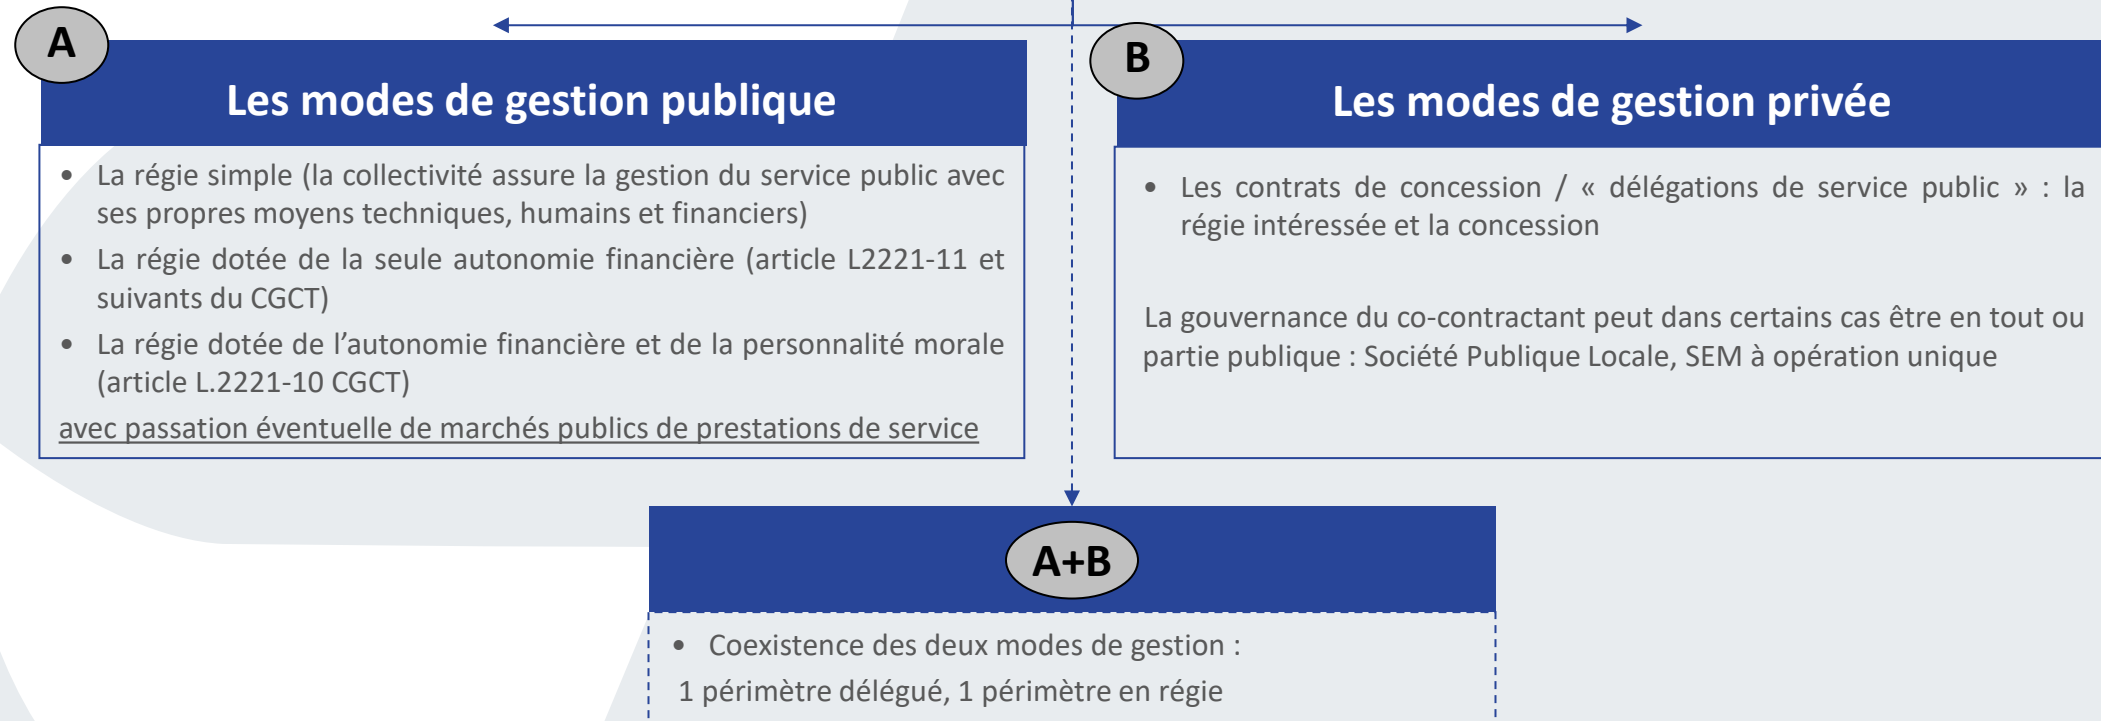 A
Les modes de gestion publique
• La régie simple (la collectivité assure la gestion du service public avec
ses propres moyens techniques, humains et financiers)
• La régie dotée de la seule autonomie financière (article L2221-11 et
suivants du CGCT)
• La régie dotée de l’autonomie financière et de la personnalité morale
(article L.2221-10 CGCT)
avec passation éventuelle de marchés publics de prestations de service
B
Les modes de gestion privée
• Les contrats de concession / « délégations de service public » : la
régie intéressée et la concession
La gouvernance du co-contractant peut dans certains cas être en tout ou
partie publique : Société Publique Locale, SEM à opération unique
A+B
• Coexistence des deux modes de gestion :
1 périmètre délégué, 1 périmètre en régie